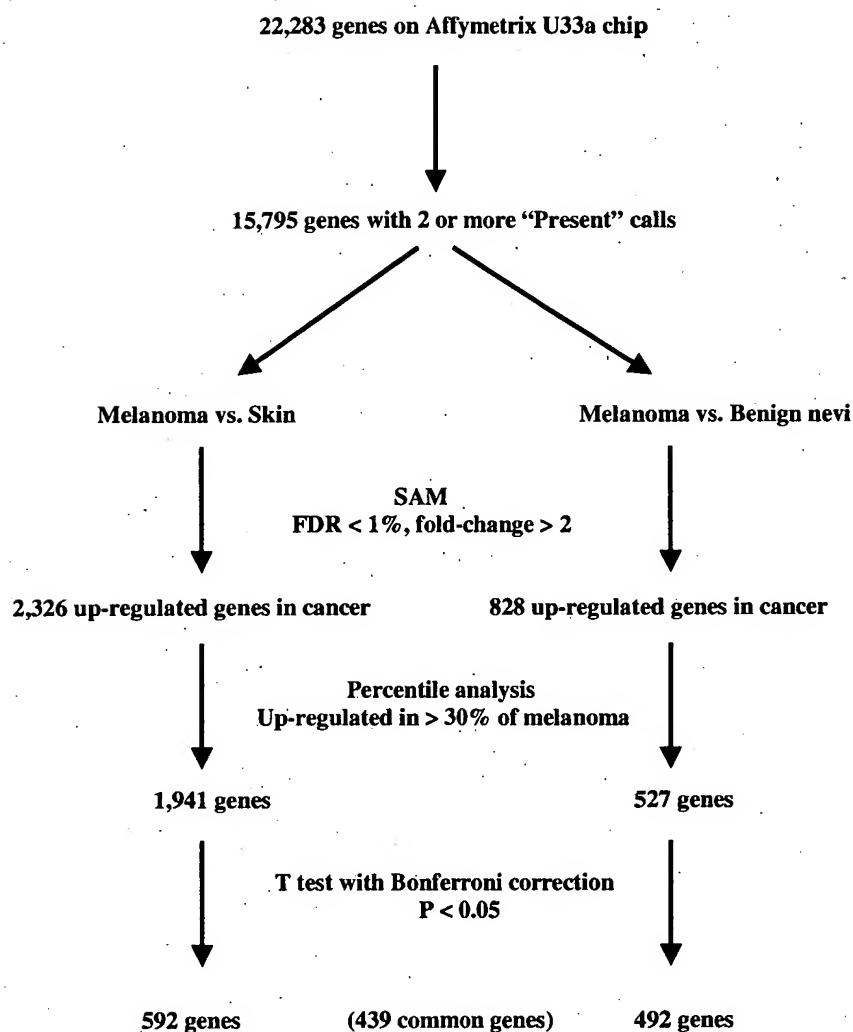 22,283 genes on Affymetrix U33a chip
15,795 genes with 2 or more “Present” calls
Melanoma vs. Skin
Melanoma vs. Benign nevi
SAM
FDR < 1%, fold-change > 2
2,326 up-regulated genes in cancer
828 up-regulated genes in cancer
Percentile analysis
Up-regulated in > 30% of melanoma
1,941 genes
527 genes
T test with Bonferroni correction
P < 0.05
592 genes
(439 common genes)
492 genes